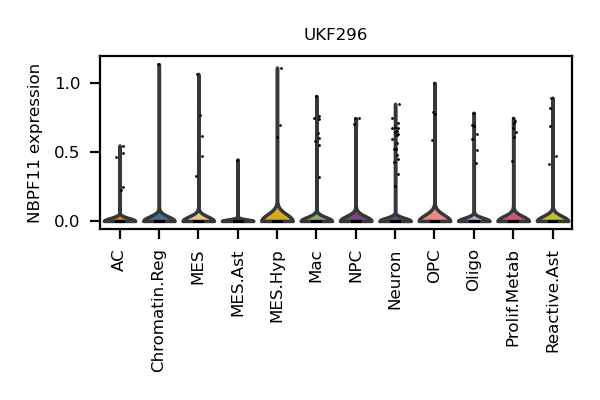 UKF296
NBPF11 expression
1.0
0.5
0.0
AC
Chromatin.Reg
MES
MES.Ast
MES.Hyp
Mac
NPC
Neuron
OPC
Oligo
Prolif.Metab
Reactive.Ast